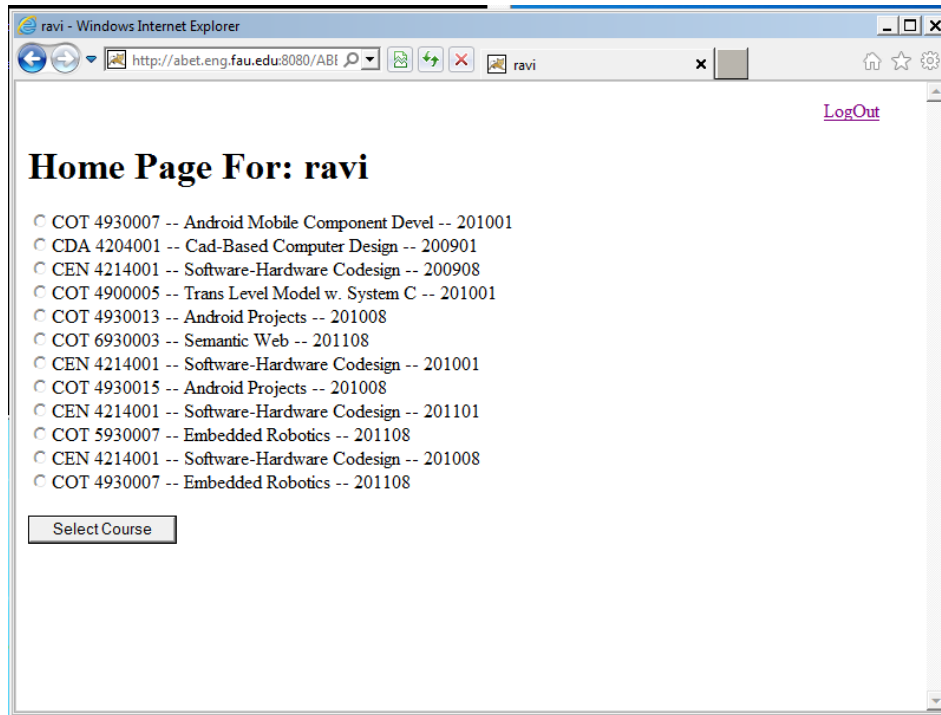 ravi - Windows Internet Explorer
http://abet.eng.fau.edu:8080/ABI
ravi
LogOut
Home Page For: ravi
COT 4930007 -- Android Mobile Component Devel -- 201001
CDA 4204001 -- Cad-Based Computer Design -- 200901
CEN 4214001 -- Software-Hardware Codesign -- 200908
COT 4900005 -- Trans Level Model w. System C -- 201001
COT 4930013 -- Android Projects -- 201008
COT 6930003 -- Semantic Web -- 201108
CEN 4214001 -- Software-Hardware Codesign -- 201001
COT 4930015 -- Android Projects -- 201008
CEN 4214001 -- Software-Hardware Codesign -- 201101
COT 5930007 -- Embedded Robotics -- 201108
CEN 4214001 -- Software-Hardware Codesign -- 201008
COT 4930007 -- Embedded Robotics -- 201108
Select Course